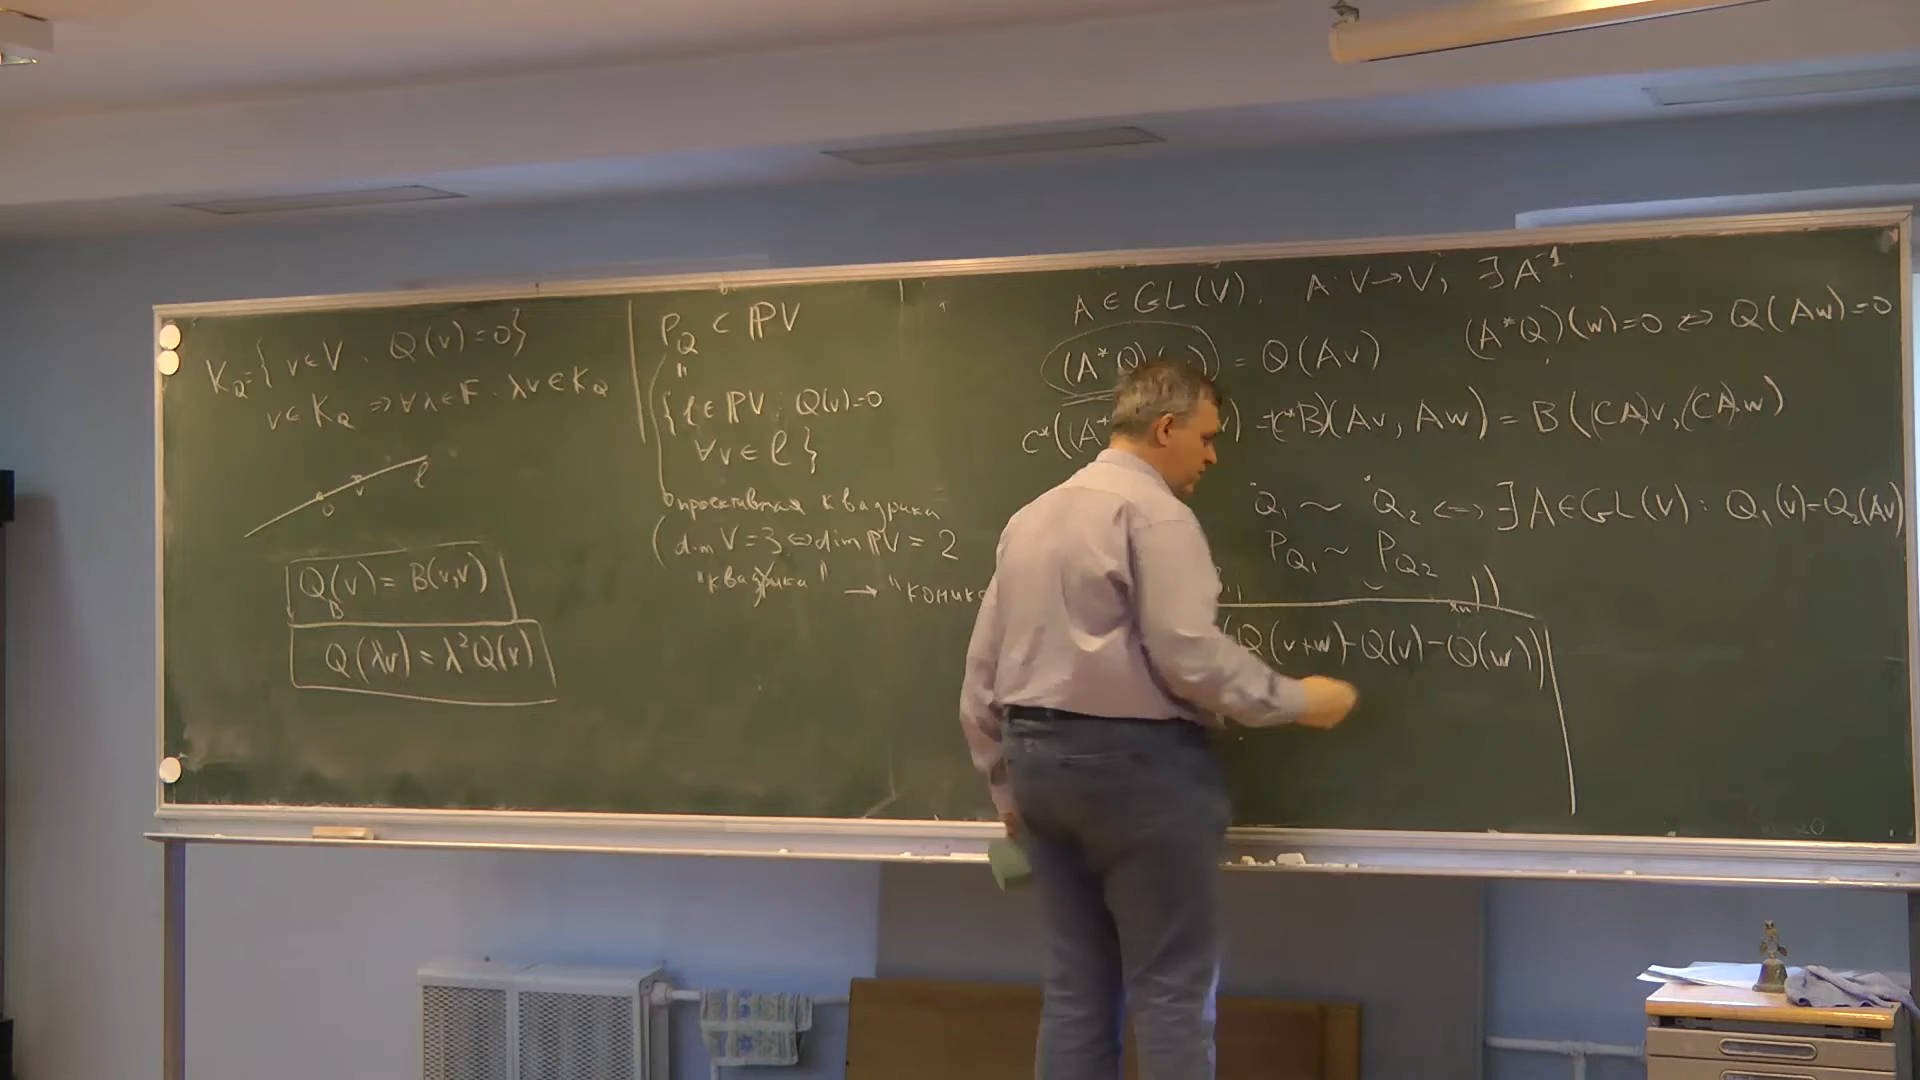 K_Q = { v ∈ V : Q(v) = 0 }
v ∈ K_Q ⇒ ∀ λ ∈ F . λv ∈ K_Q
0 v ℓ
Q_B(v) = B(v,v)
Q(λv) = λ²Q(v)
P_Q ⊂ ℙV
"
{ ℓ ∈ ℙV : Q(v)=0
∀v ∈ ℓ }
проективная квадрика
( dim V = 3 ⇔ dim ℙV = 2
"квадрика" → "коник
A ∈ GL(V). A: V → V, ∃ A⁻¹.
(A*Q)( ) = Q(Av) (A*Q)(w) = 0 ⇔ Q(Aw) = 0
C*((A* v) = C*B)(Av, Aw) = B((CA)v, (CA)w)
Q₁ ~ Q₂ ⇔ ∃ A ∈ GL(V) : Q₁(v) = Q₂(Av)
P_Q₁ ~ P_Q₂
(Q(v+w) - Q(v) - Q(w))